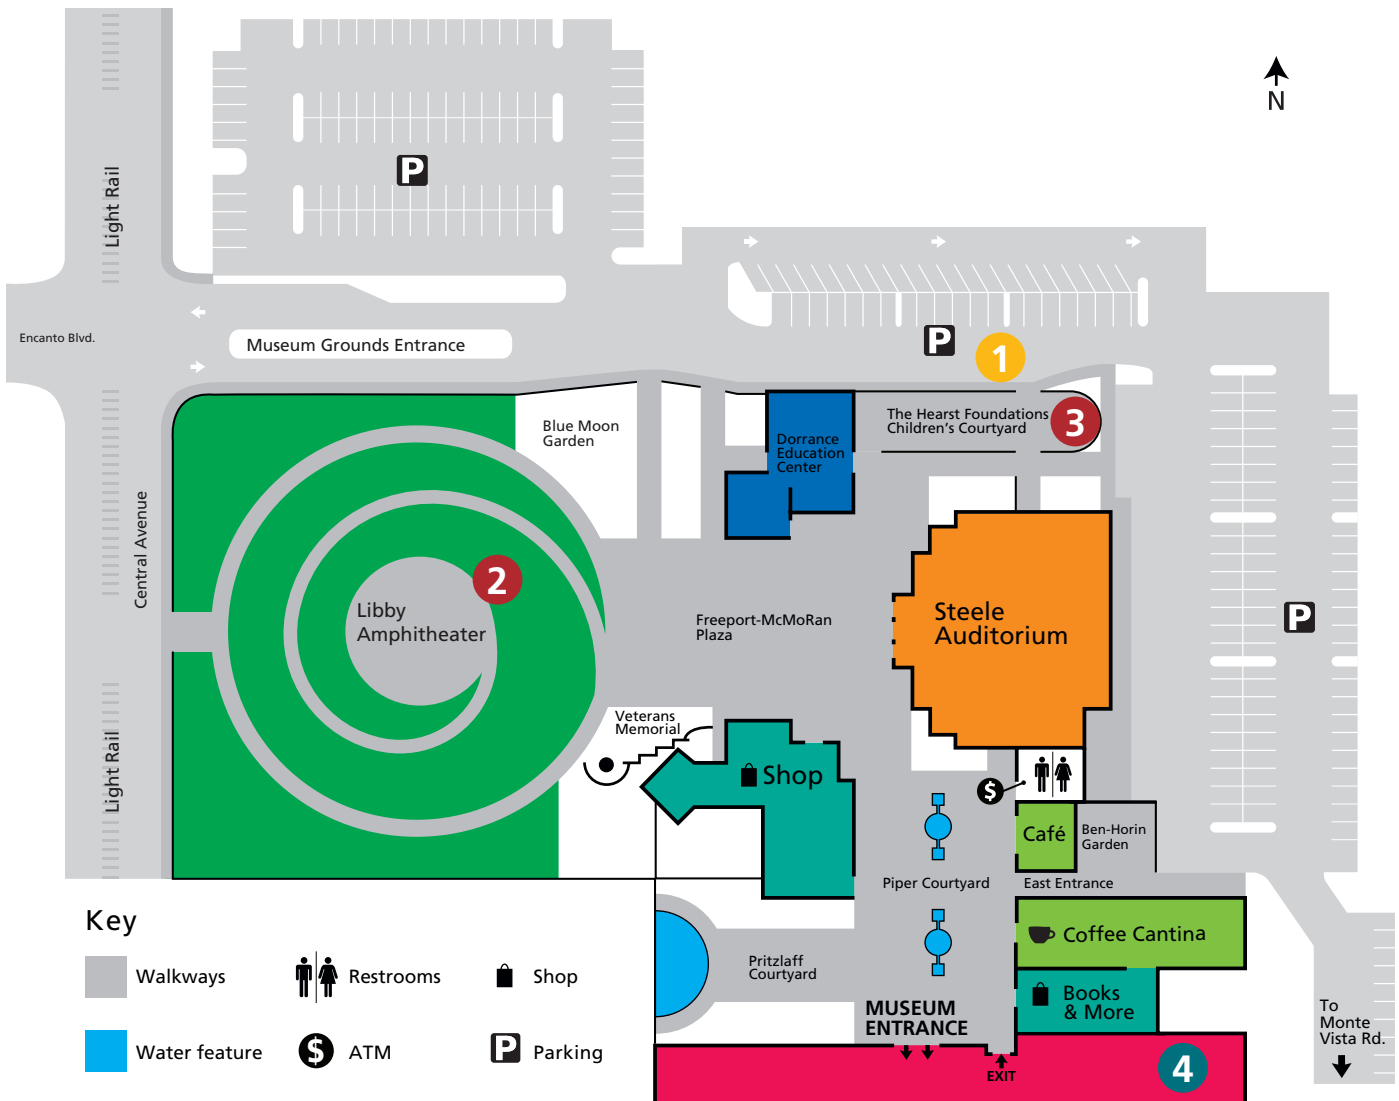 N
Light Rail
P
Encanto Blvd.
Museum Grounds Entrance
P
1
Blue Moon
Garden
The Hearst Foundations
Children's Courtyard
3
Dorrance
Education
Center
Central Avenue
2
Libby
Amphitheater
Freeport-McMoRan
Plaza
Steele
Auditorium
P
Light Rail
Veterans
Memorial
Shop
$
Café
Ben-Horin
Garden
Piper Courtyard
East Entrance
Coffee Cantina
Pritzlaff
Courtyard
Books
& More
MUSEUM
ENTRANCE
EXIT
4
To
Monte
Vista Rd.
Key
Walkways
Restrooms
Shop
Water feature
$ ATM
P Parking